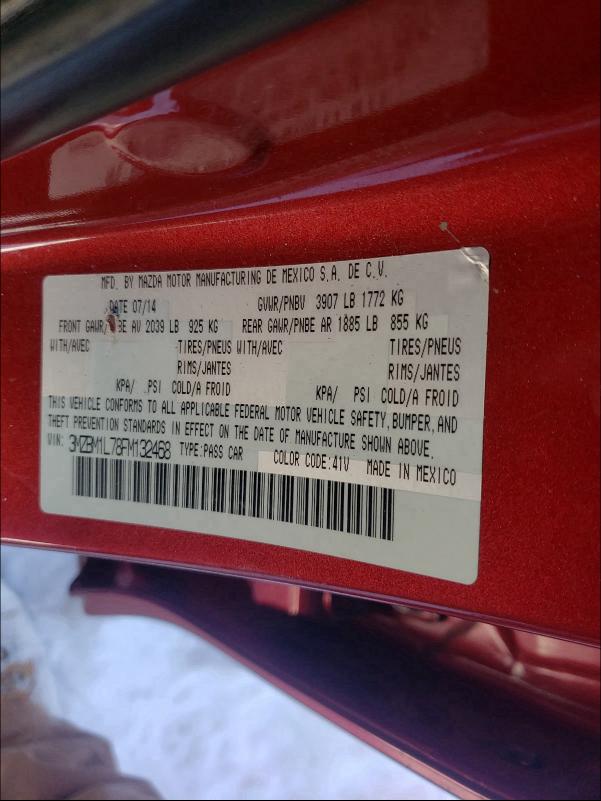 MFD. BY MAZDA MOTOR MANUFACTURING DE MEXICO S.A. DE C.V.
DATE 07/14 GVWR/PNBV 3907 LB 1772 KG
FRONT GAWR/ AV 2039 LB 925 KG REAR GAWR/PNBE AR 1885 LB 855 KG
WITH/AVEC TIRES/PNEUS WITH/AVEC TIRES/PNEUS
RIMS/JANTES RIMS/JANTES
KPA/ PSI COLD/A FROID KPA/ PSI COLD/A FROID
THIS VEHICLE CONFORMS TO ALL APPLICABLE FEDERAL MOTOR VEHICLE SAFETY, BUMPER, AND
THEFT PREVENTION STANDARDS IN EFFECT ON THE DATE OF MANUFACTURE SHOWN ABOVE.
VIN: 3MZBM1L78FM132468 TYPE:PASS CAR COLOR CODE:41V MADE IN MEXICO